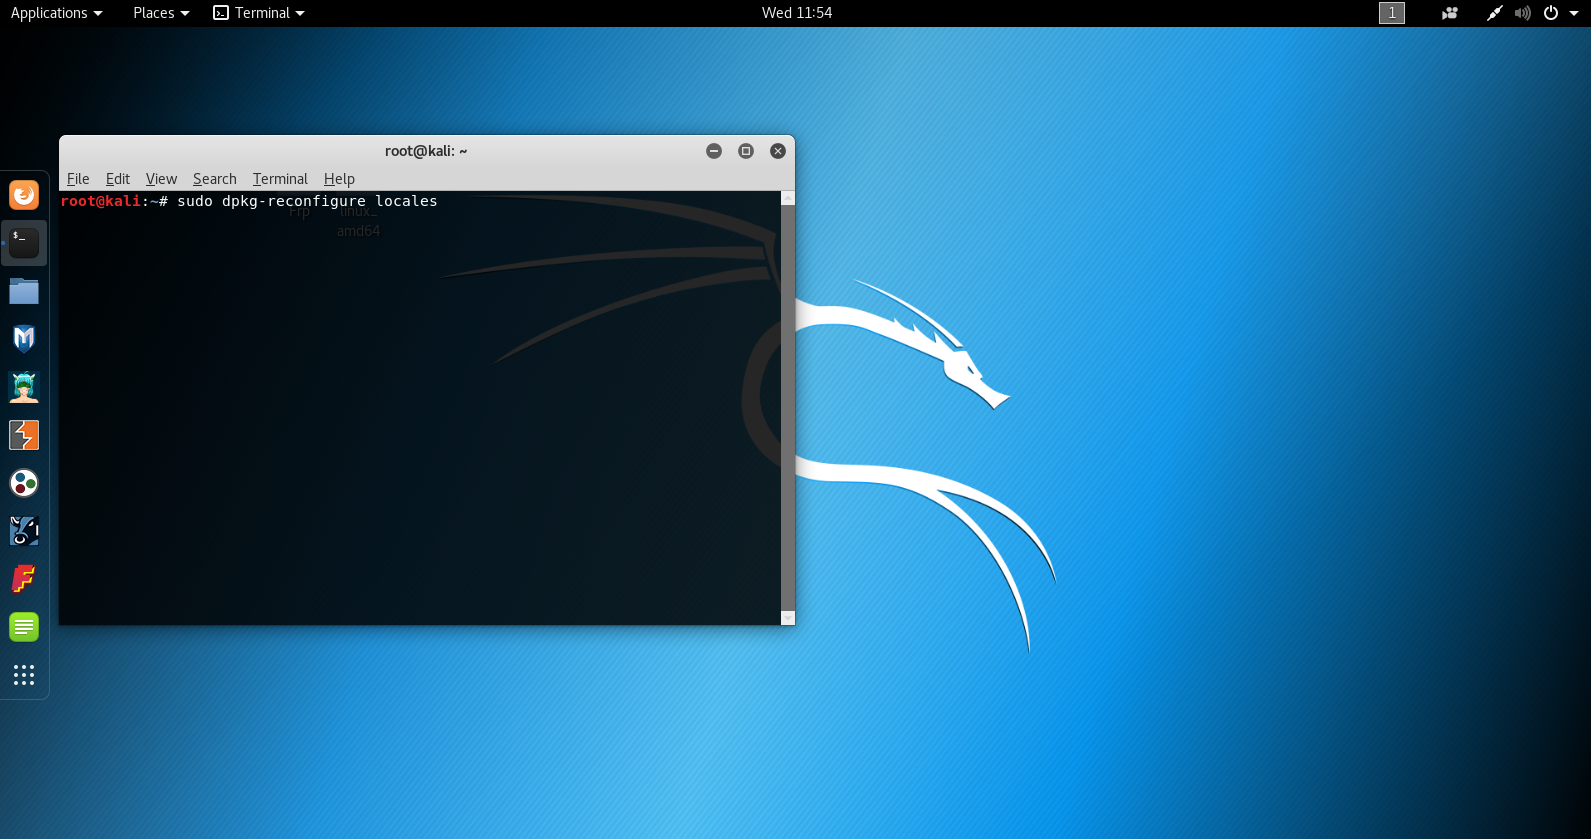 Applications Places Terminal Wed 11:54 1
root@kali: ~
File Edit View Search Terminal Help
root@kali:~# sudo dpkg-reconfigure locales
Frp linux_
amd64
$_